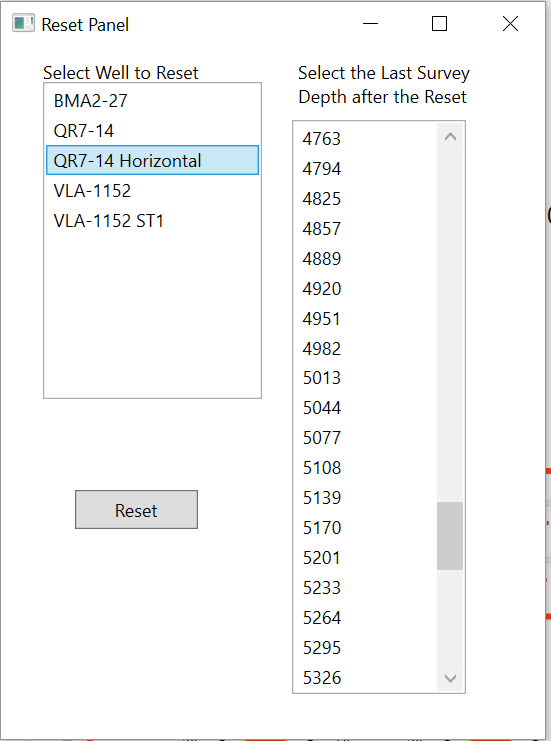 Reset Panel
Select Well to Reset
BMA2-27
QR7-14
QR7-14 Horizontal
VLA-1152
VLA-1152 ST1
Reset
Select the Last Survey
Depth after the Reset
4763
4794
4825
4857
4889
4920
4951
4982
5013
5044
5077
5108
5139
5170
5201
5233
5264
5295
5326